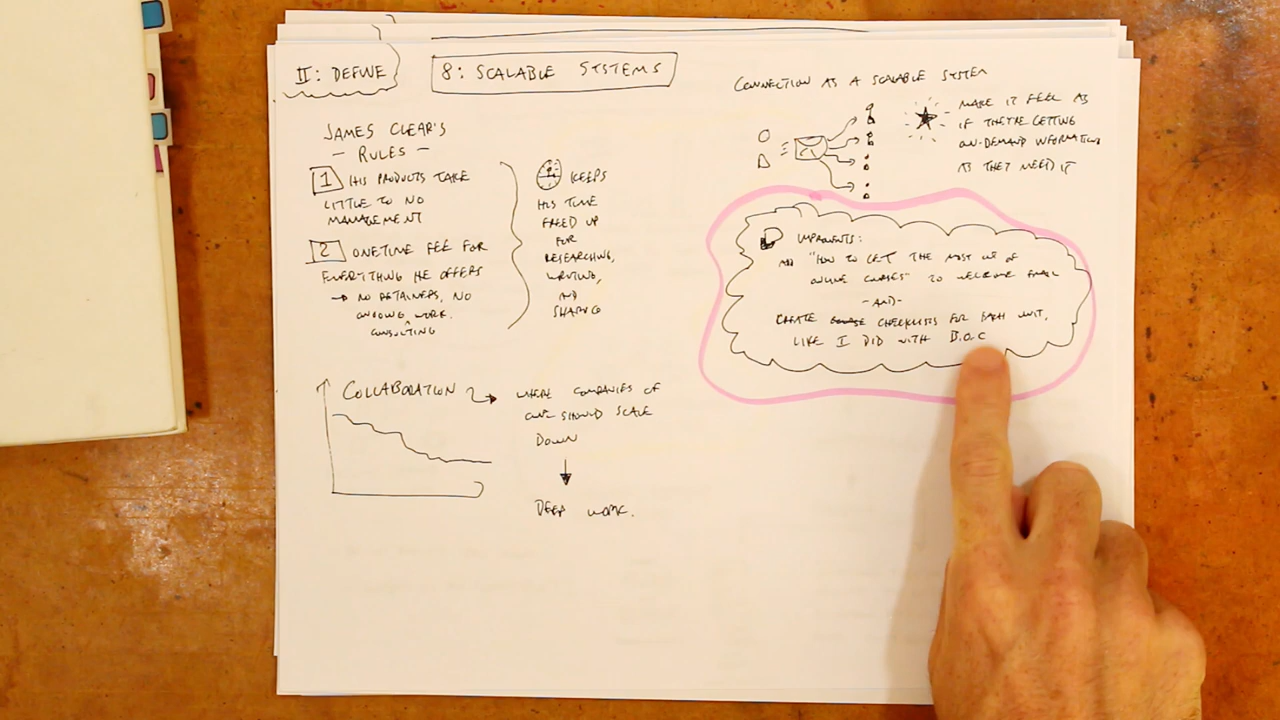 II: DEFINE
8: SCALABLE SYSTEMS
JAMES CLEAR'S
- RULES -
1 HIS PRODUCTS TAKE
LITTLE TO NO
MANAGEMENT
2 ONETIME FEE FOR
EVERYTHING HE OFFERS
→ NO RETAINERS, NO
ONGOING WORK.
CONSULTING
KEEPS
HIS TIME
FREED UP
FOR
RESEARCHING,
WRITING,
AND
SHARING
COLLABORATION
WHERE COMPANIES OF
ONE SHOULD SCALE
DOWN
DEEP WORK.
CONNECTION AS A SCALABLE SYSTEM
MAKE IT FEEL AS
IF THEY'RE GETTING
ON-DEMAND INFORMATION
AS THEY NEED IT
ADD "HOW TO GET THE MOST OUT OF
ONLINE COURSES" TO WELCOME EMAIL
-AND-
CREATE COURSE CHECKLISTS FOR EACH UNIT,
LIKE I DID WITH B.O.C